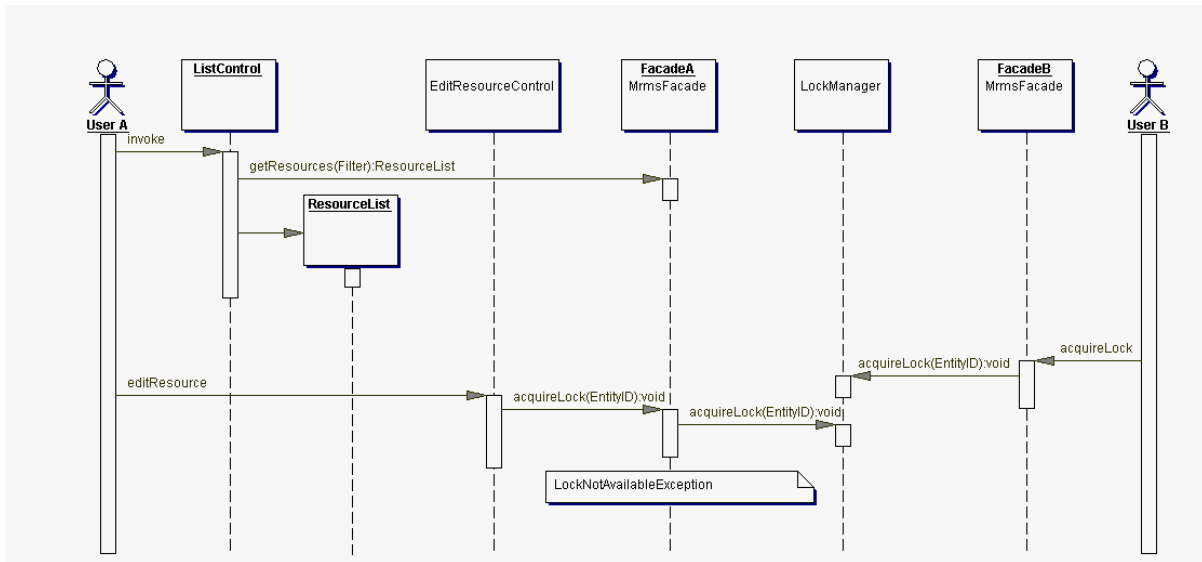 ListControl
EditResourceControl
FacadeA
MrmsFacade
LockManager
FacadeB
MrmsFacade
User A
User B
invoke
getResources(Filter):ResourceList
ResourceList
acquireLock
acquireLock(EntityID):void
editResource
acquireLock(EntityID):void
acquireLock(EntityID):void
LockNotAvailableException